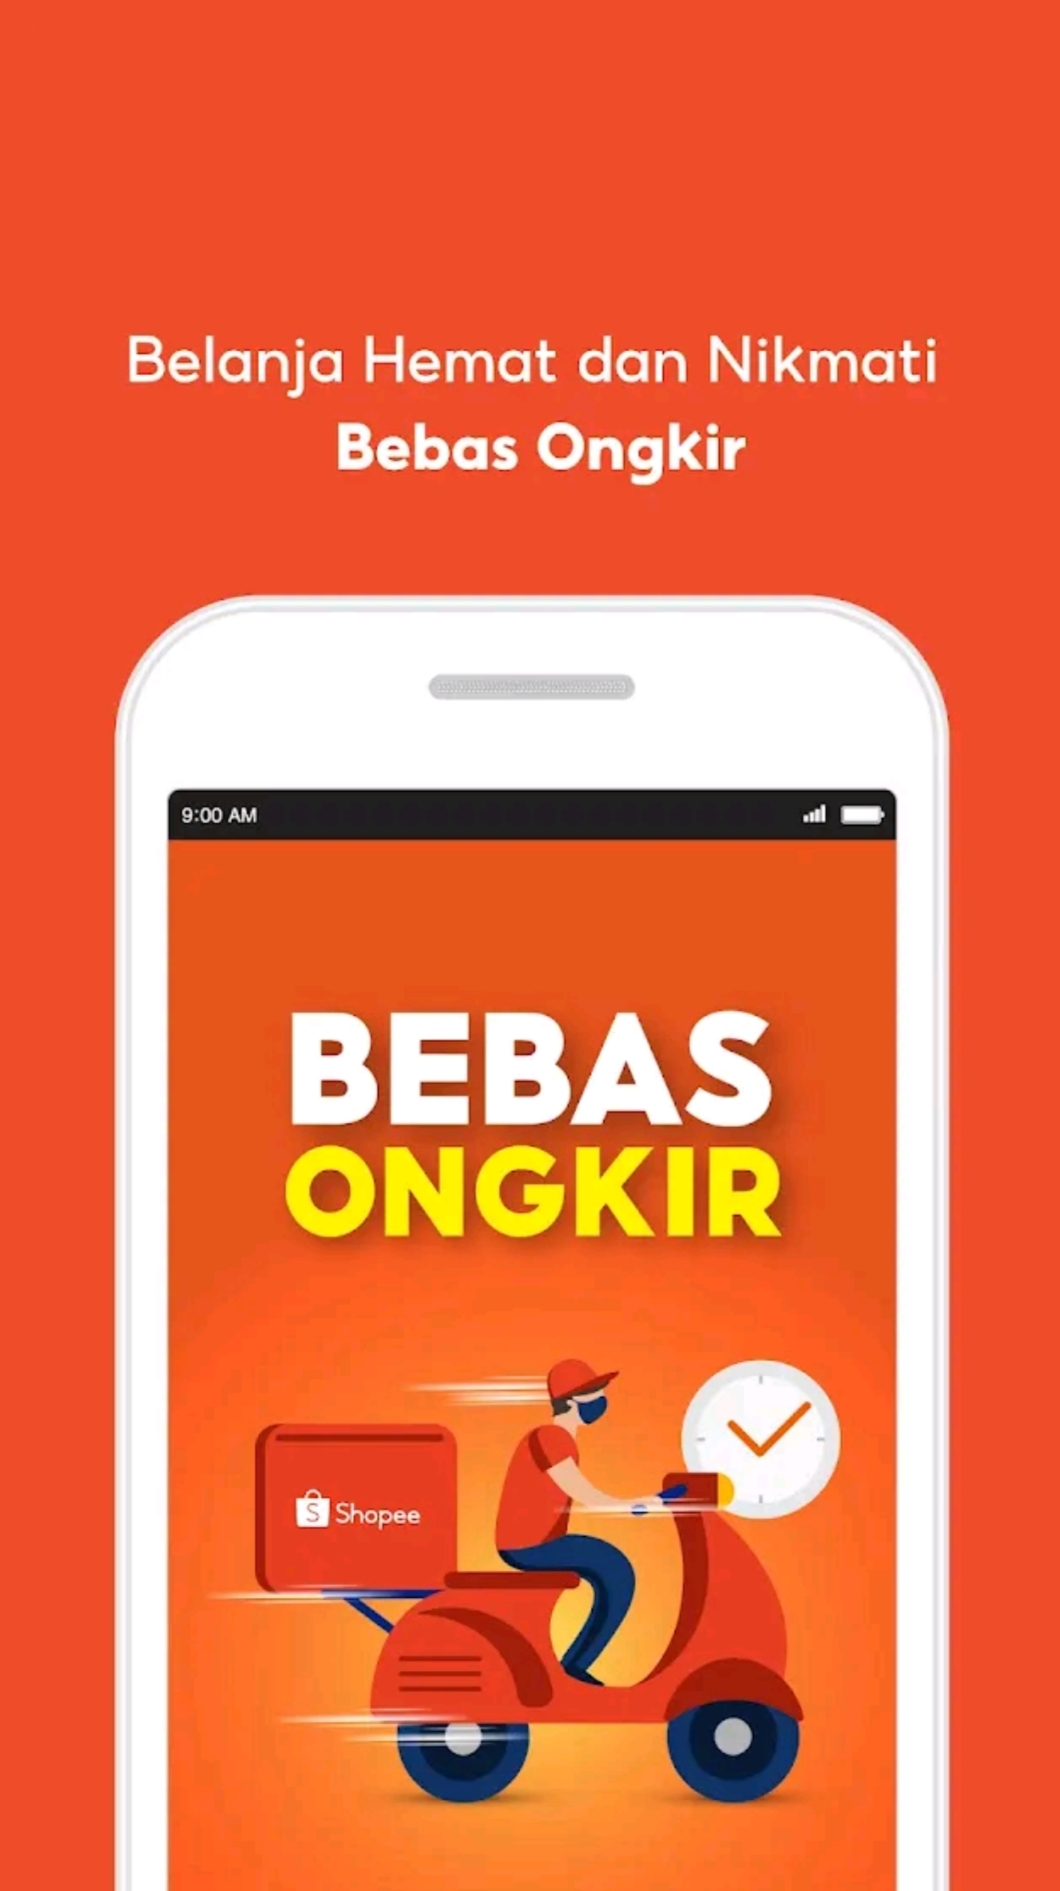 Belanja Hemat dan Nikmati
Bebas Ongkir
9:00 AM
BEBAS
ONGKIR
S Shopee